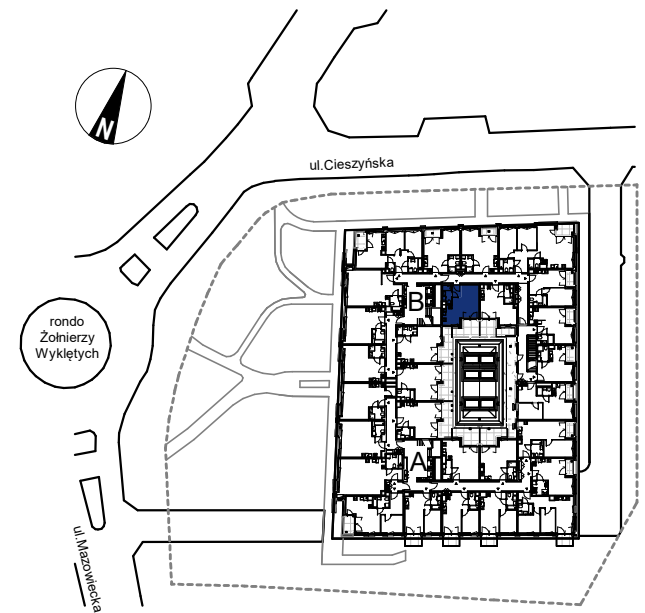 N
ul.Cieszyńska
B
rondo
Żołnierzy
Wyklętych
A
ul.Mazowiecka